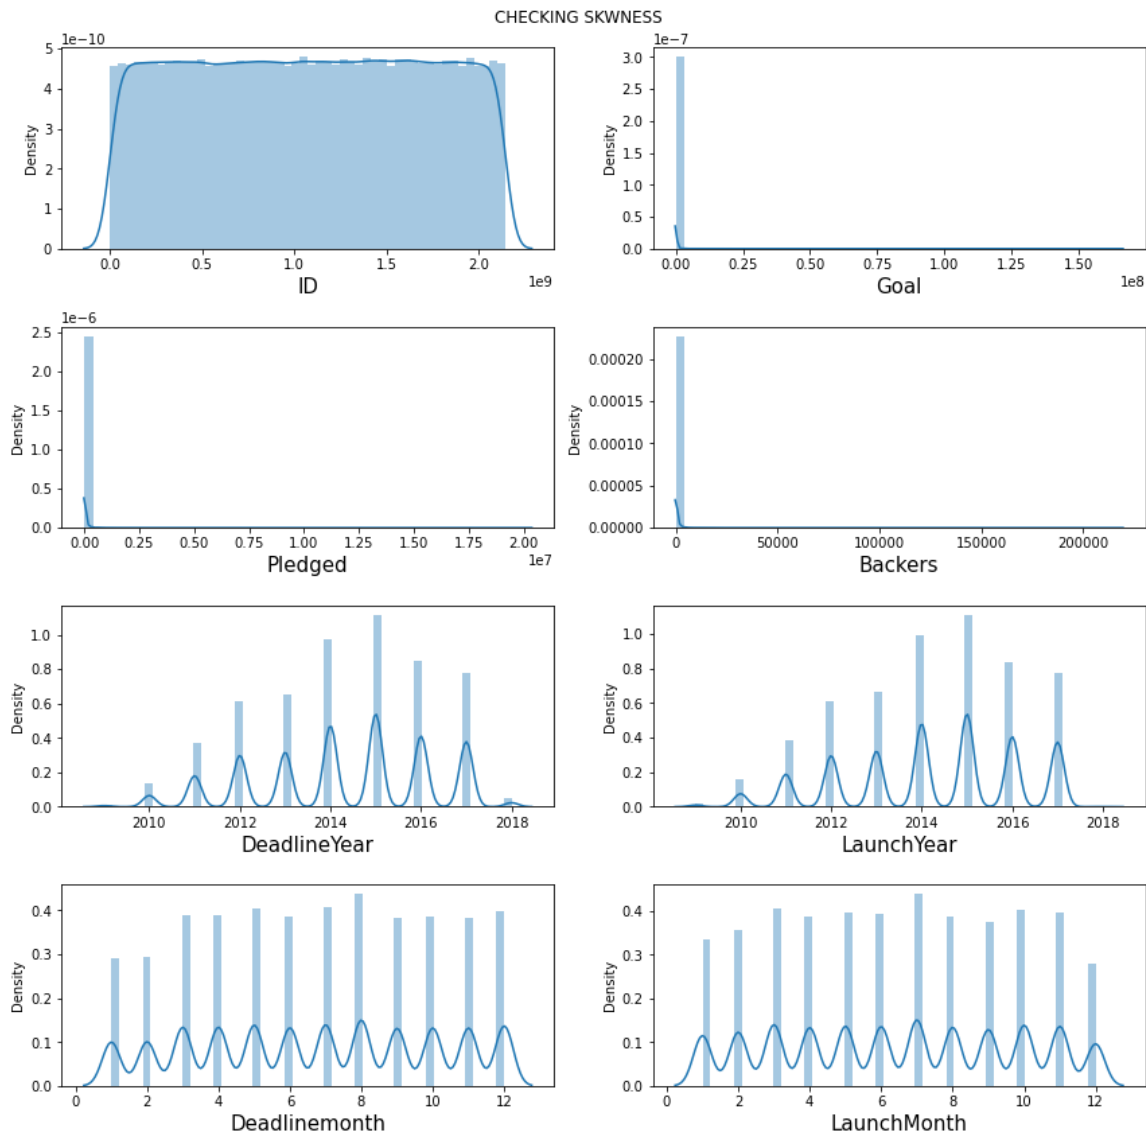 CHECKING SKWNESS
1e−10
5
4
3
2
1
0
Density
0.0 0.5 1.0 1.5 2.0
1e9
ID
1e−7
3.0
2.5
2.0
1.5
1.0
0.5
0.0
Density
0.00 0.25 0.50 0.75 1.00 1.25 1.50
1e8
Goal
1e−6
2.5
2.0
1.5
1.0
0.5
0.0
Density
0.00 0.25 0.50 0.75 1.00 1.25 1.50 1.75 2.00
1e7
Pledged
0.00020
0.00015
0.00010
0.00005
0.00000
Density
0 50000 100000 150000 200000
Backers
1.0
0.8
0.6
0.4
0.2
0.0
Density
2010 2012 2014 2016 2018
DeadlineYear
1.0
0.8
0.6
0.4
0.2
0.0
Density
2010 2012 2014 2016 2018
LaunchYear
0.4
0.3
0.2
0.1
0.0
Density
0 2 4 6 8 10 12
Deadlinemonth
0.4
0.3
0.2
0.1
0.0
Density
0 2 4 6 8 10 12
LaunchMonth